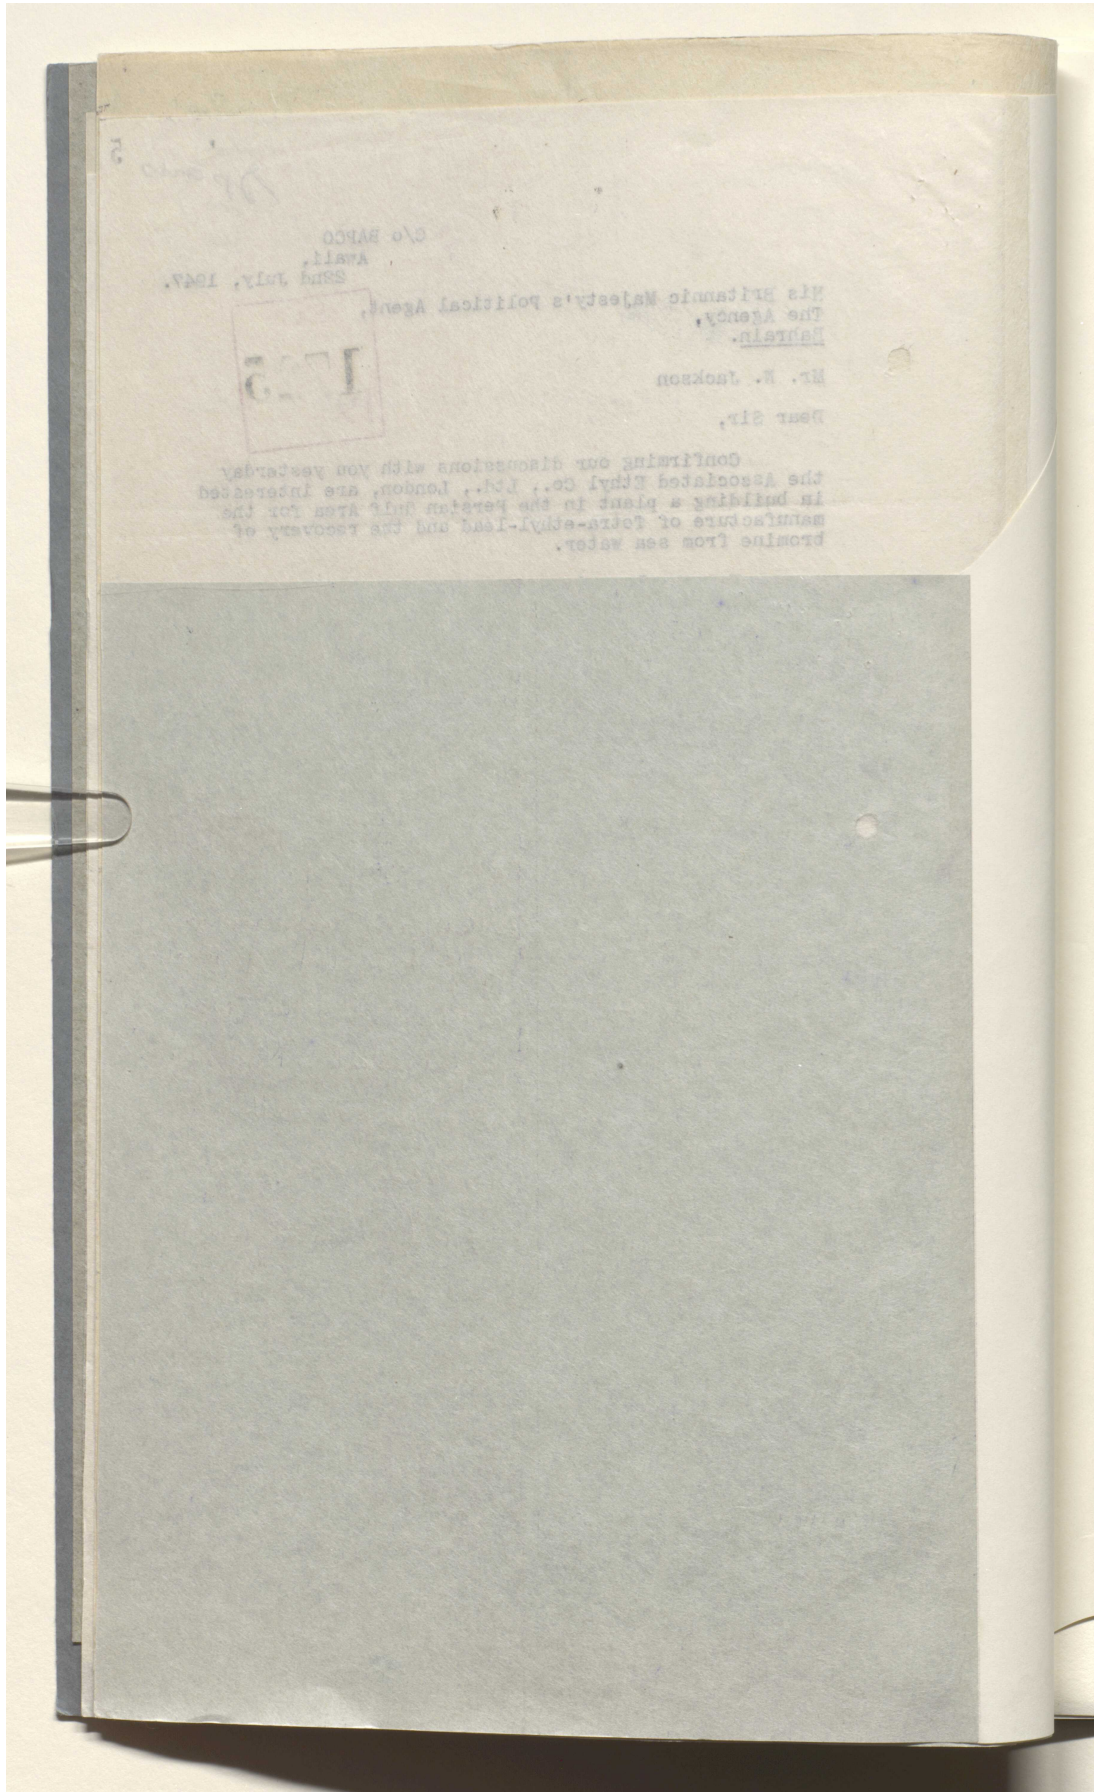 5
C/o BAPCO
Awali,
22nd July, 1947.
His Britannic Majesty's Political Agent,
The Agency,
Bahrain.
Mr. N. Jackson
Dear Sir,
Confirming our discussions with you yesterday
the Associated Ethyl Co., Ltd., London, are interested
in building a plant in the Persian Gulf Area for the
manufacture of Tetra-ethyl-lead and the recovery of
bromine from sea water.